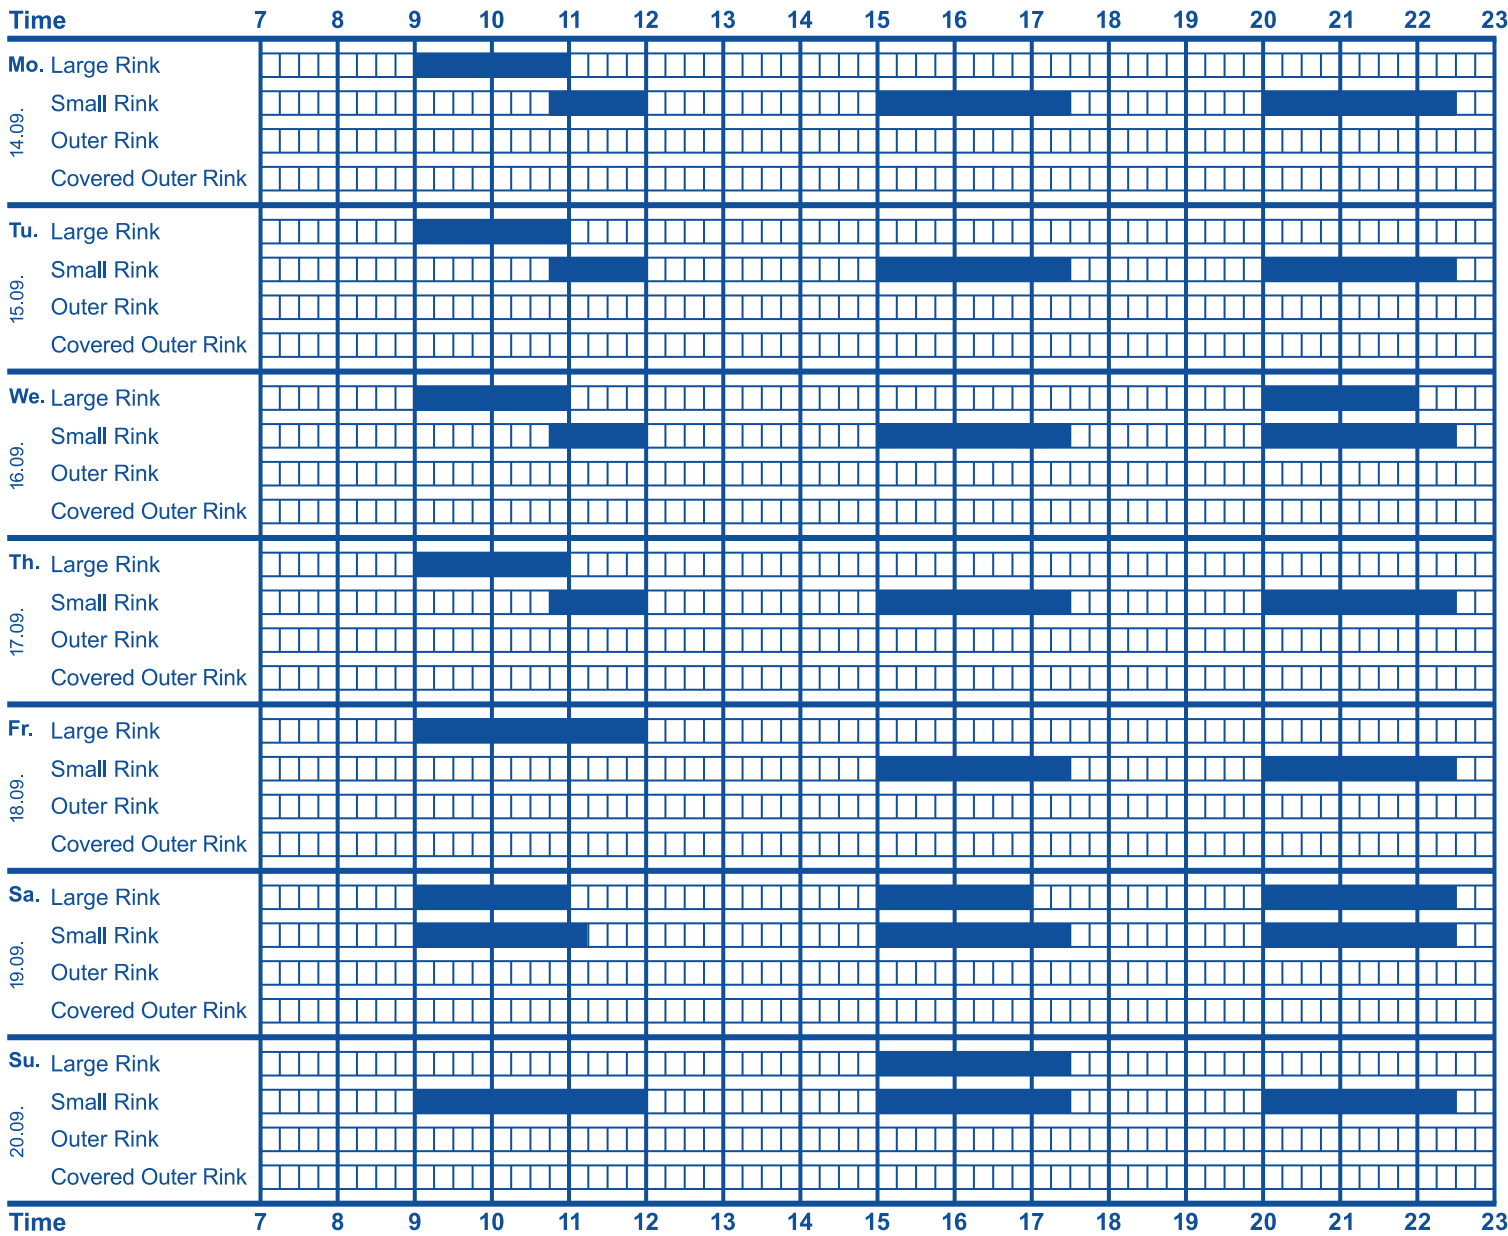 Time 7 8 9 10 11 12 13 14 15 16 17 18 19 20 21 22 23
Mo. Large Rink
Small Rink
14.09.
Outer Rink
Covered Outer Rink
Tu. Large Rink
Small Rink
15.09.
Outer Rink
Covered Outer Rink
We. Large Rink
Small Rink
16.09.
Outer Rink
Covered Outer Rink
Th. Large Rink
Small Rink
17.09.
Outer Rink
Covered Outer Rink
Fr. Large Rink
Small Rink
18.09.
Outer Rink
Covered Outer Rink
Sa. Large Rink
Small Rink
19.09.
Outer Rink
Covered Outer Rink
Su. Large Rink
Small Rink
20.09.
Outer Rink
Covered Outer Rink
Time 7 8 9 10 11 12 13 14 15 16 17 18 19 20 21 22 23